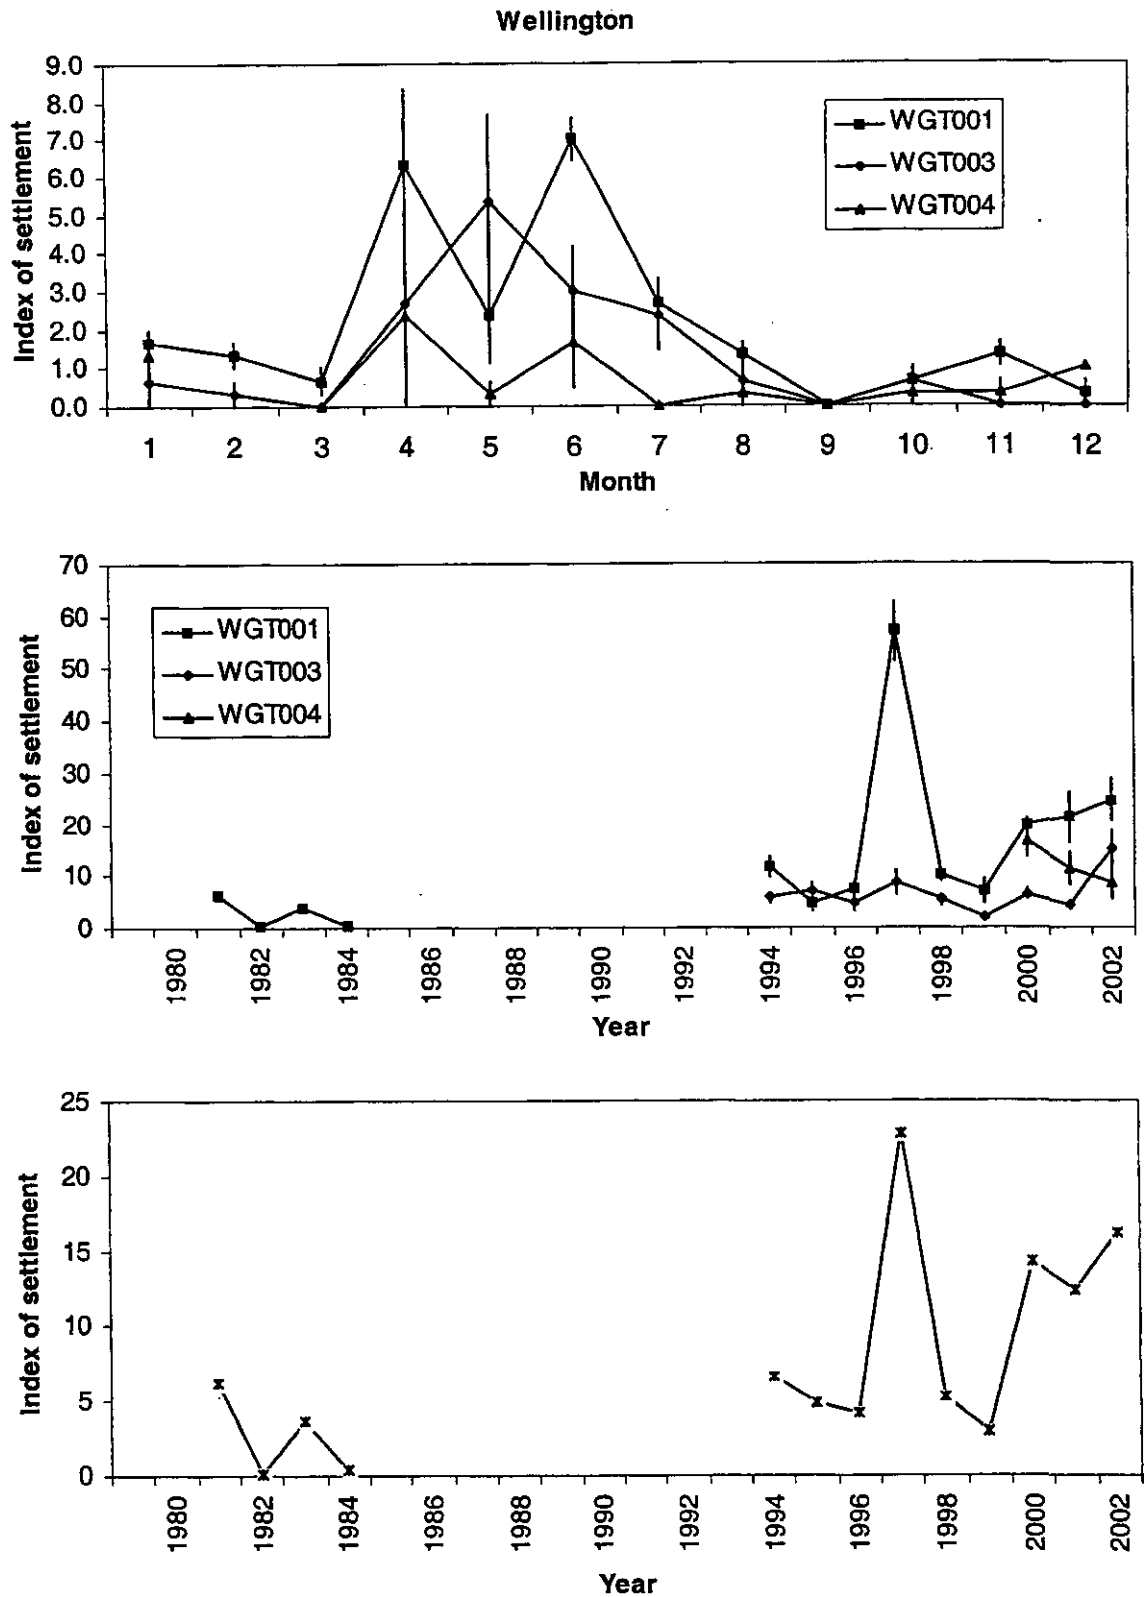 Wellington
Index of settlement
9.0
8.0
7.0
6.0
5.0
4.0
3.0
2.0
1.0
0.0
WGT001
WGT003
WGT004
1 2 3 4 5 6 7 8 9 10 11 12
Month
Index of settlement
70
60
50
40
30
20
10
0
WGT001
WGT003
WGT004
1980 1982 1984 1986 1988 1990 1992 1994 1996 1998 2000 2002
Year
Index of settlement
25
20
15
10
5
0
1980 1982 1984 1986 1988 1990 1992 1994 1996 1998 2000 2002
Year